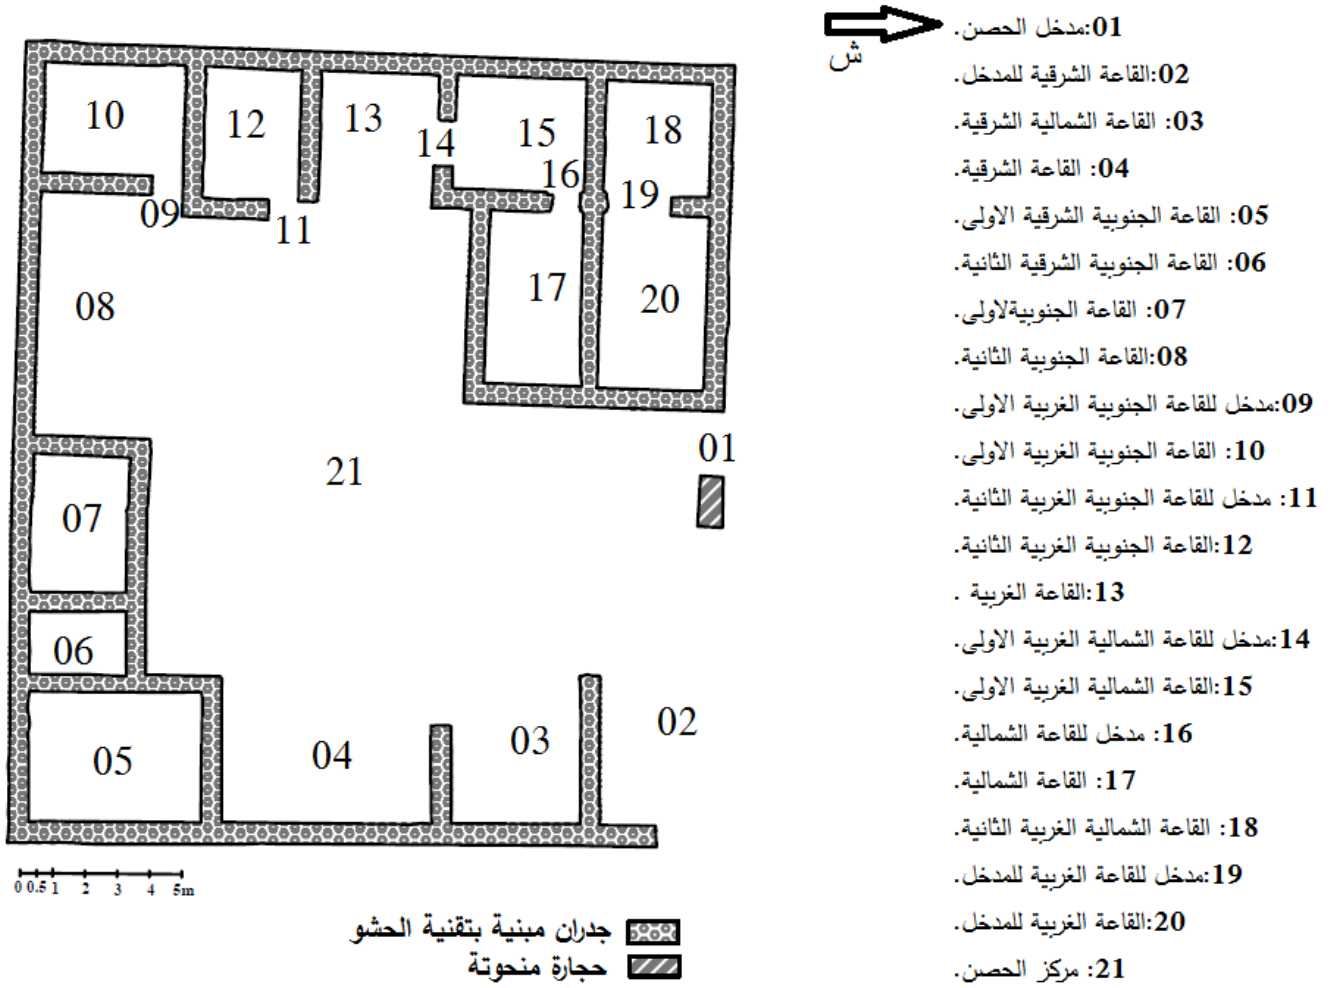 ش
01:مدخل الحصن.
02:القاعة الشرقية للمدخل.
03: القاعة الشمالية الشرقية.
04: القاعة الشرقية.
05: القاعة الجنوبية الشرقية الاولى.
06: القاعة الجنوبية الشرقية الثانية.
07: القاعة الجنوبيةلاولى.
08:القاعة الجنوبية الثانية.
09:مدخل للقاعة الجنوبية الغربية الاولى.
10: القاعة الجنوبية الغربية الاولى.
11: مدخل للقاعة الجنوبية الغربية الثانية.
12:القاعة الجنوبية الغربية الثانية.
13:القاعة الغربية .
14:مدخل للقاعة الشمالية الغربية الاولى.
15:القاعة الشمالية الغربية الاولى.
16: مدخل للقاعة الشمالية.
17: القاعة الشمالية.
18: القاعة الشمالية الغربية الثانية.
19:مدخل للقاعة الغربية للمدخل.
20:القاعة الغربية للمدخل.
21: مركز الحصن.
10
12
13
14
15
16
18
19
09
11
08
17
20
01
21
07
06
05
04
03
02
0 0.5 1 2 3 4 5m
جدران مبنية بتقنية الحشو
حجارة منحوتة